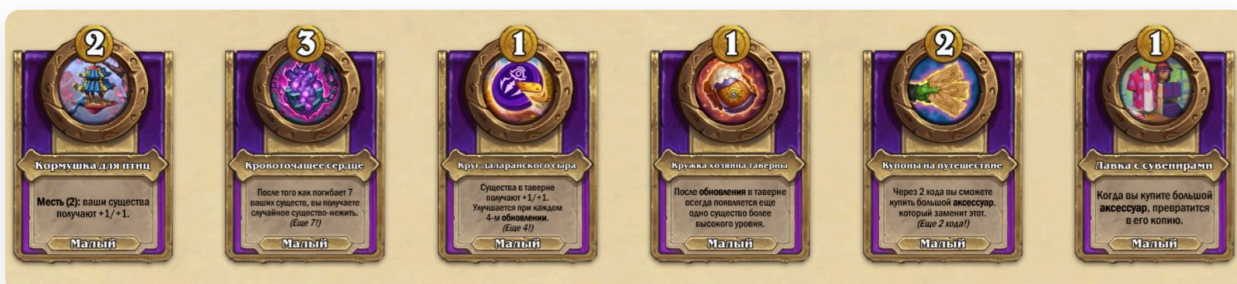 2
Кормушка для птиц
Месть (2): ваши существа
получают +1/+1.
Малый
3
Кровоточащее сердце
После того как погибает 7
ваших существ, вы получаете
случайное существо-нежить.
(Еще 7!)
Малый
1
Круг даларанского сыра
Существа в таверне
получают +1/+1.
Улучшается при каждом
4-м обновлении.
(Еще 4!)
Малый
1
Кружка хозяина таверны
После обновления в таверне
всегда появляется еще
одно существо более
высокого уровня.
Малый
2
Купоны на путешествие
Через 2 хода вы сможете
купить большой аксессуар,
который заменит этот.
(Еще 2 хода!)
Малый
1
Лавка с сувенирами
Когда вы купите большой
аксессуар, превратится
в его копию.
Малый